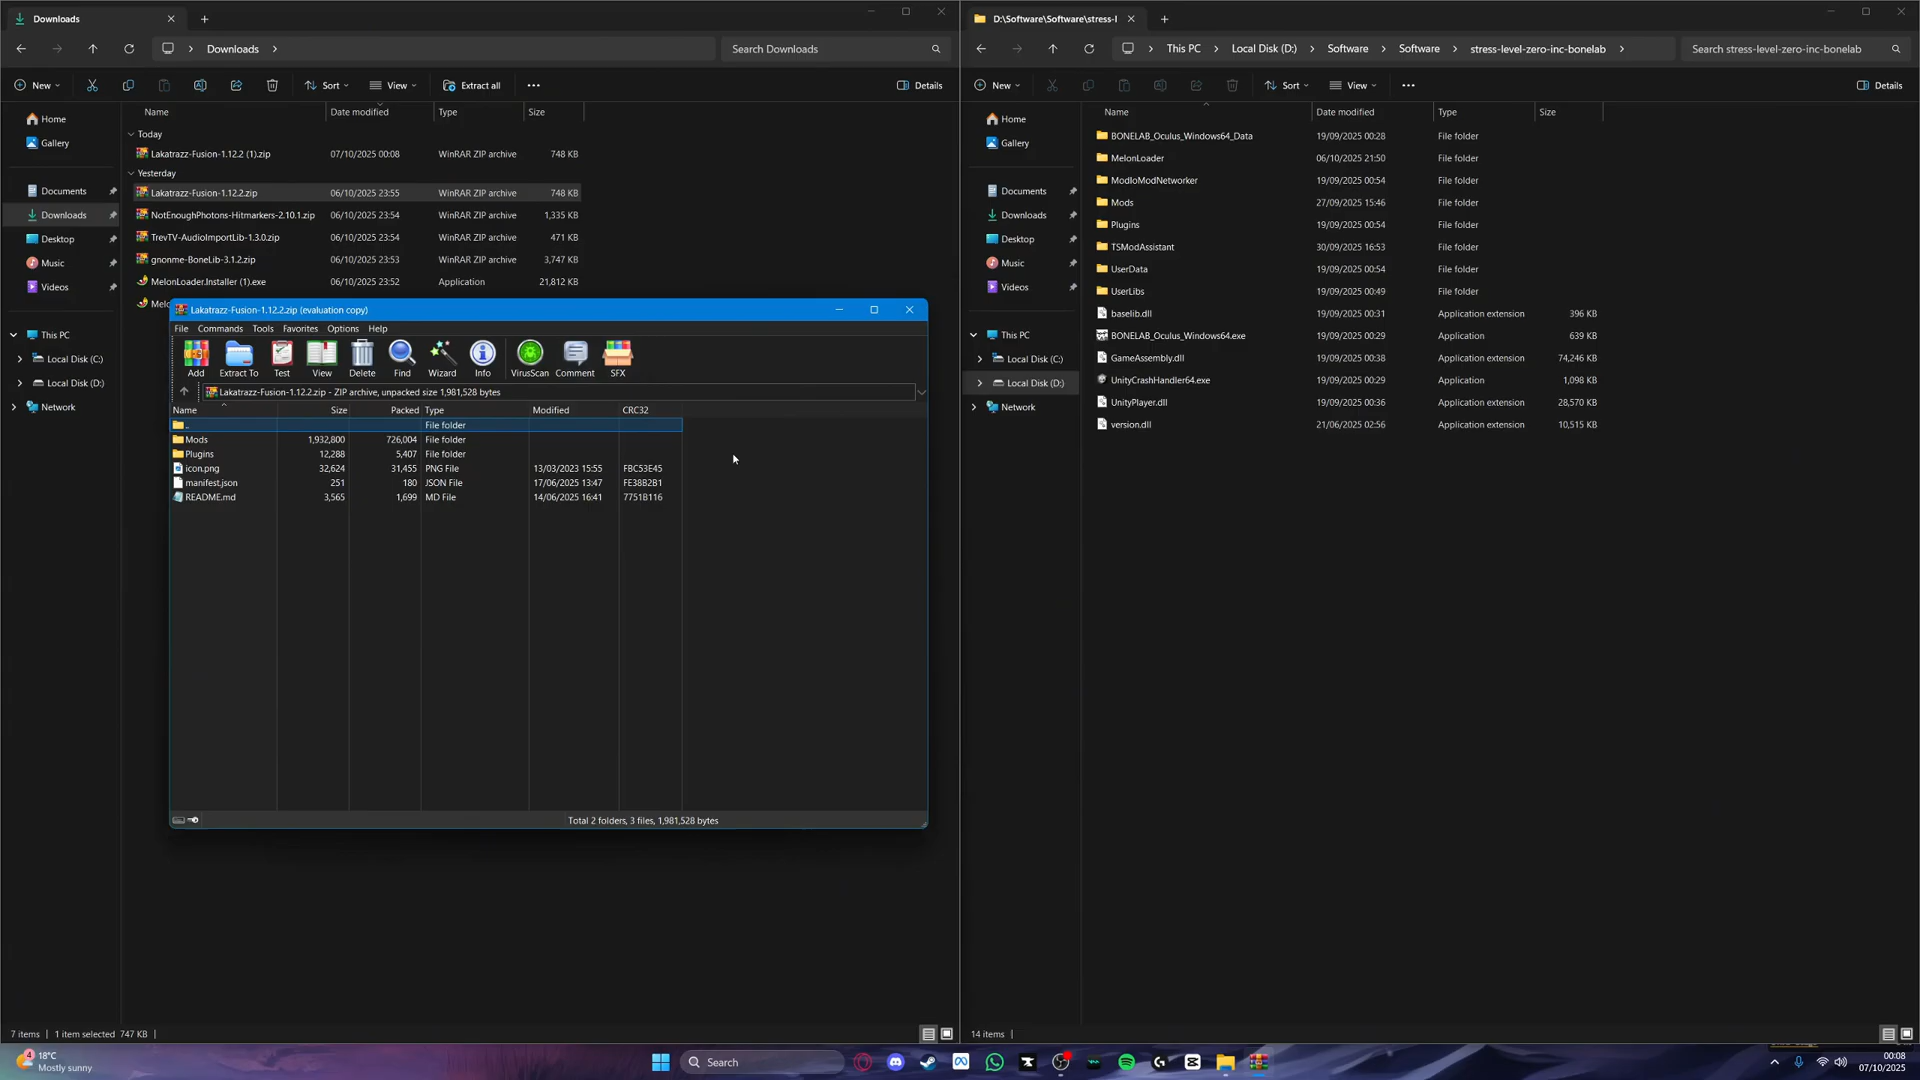 Downloads
Downloads
Search Downloads
New
Sort
View
Extract all
Details
Name
Date modified
Type
Size
Home
Gallery
Documents
Downloads
Desktop
Music
Videos
This PC
Local Disk (C:)
Local Disk (D:)
Network
Today
Lakatrazz-Fusion-1.12.2 (1).zip 07/10/2025 00:08 WinRAR ZIP archive 748 KB
Yesterday
Lakatrazz-Fusion-1.12.2.zip 06/10/2025 23:55 WinRAR ZIP archive 748 KB
NotEnoughPhotons-Hitmarkers-2.10.1.zip 06/10/2025 23:54 WinRAR ZIP archive 1,335 KB
TrevTV-AudioImportLib-1.3.0.zip 06/10/2025 23:54 WinRAR ZIP archive 471 KB
gnonme-BoneLib-3.1.2.zip 06/10/2025 23:53 WinRAR ZIP archive 3,747 KB
MelonLoader.Installer (1).exe 06/10/2025 23:52 Application 21,812 KB
Lakatrazz-Fusion-1.12.2.zip (evaluation copy)
File Commands Tools Favorites Options Help
Add Extract To Test View Delete Find Wizard Info VirusScan Comment SFX
Lakatrazz-Fusion-1.12.2.zip - ZIP archive, unpacked size 1,981,528 bytes
Name Size Packed Type Modified CRC32
.. File folder
Mods 1,932,800 726,004 File folder
Plugins 12,288 5,407 File folder
icon.png 32,624 31,455 PNG File 13/03/2023 15:55 FBC53E45
manifest.json 251 180 JSON File 17/06/2025 13:47 FE38B2B1
README.md 3,565 1,699 MD File 14/06/2025 16:41 7751B116
Total 2 folders, 3 files, 1,981,528 bytes
7 items 1 item selected 747 KB
D:\Software\Software\stress-l
This PC Local Disk (D:) Software Software stress-level-zero-inc-bonelab
Search stress-level-zero-inc-bonelab
New
Sort
View
Details
Name Date modified Type Size
Home
Gallery
Documents
Downloads
Desktop
Music
Videos
This PC
Local Disk (C:)
Local Disk (D:)
Network
BONELAB_Oculus_Windows64_Data 19/09/2025 00:28 File folder
MelonLoader 06/10/2025 21:50 File folder
ModIoModNetworker 19/09/2025 00:54 File folder
Mods 27/09/2025 15:46 File folder
Plugins 19/09/2025 00:54 File folder
TSModAssistant 30/09/2025 16:53 File folder
UserData 19/09/2025 00:54 File folder
UserLibs 19/09/2025 00:49 File folder
baselib.dll 19/09/2025 00:31 Application extension 396 KB
BONELAB_Oculus_Windows64.exe 19/09/2025 00:29 Application 639 KB
GameAssembly.dll 19/09/2025 00:38 Application extension 74,246 KB
UnityCrashHandler64.exe 19/09/2025 00:29 Application 1,098 KB
UnityPlayer.dll 19/09/2025 00:36 Application extension 28,570 KB
version.dll 21/06/2025 02:56 Application extension 10,515 KB
14 items
4
18°C
Mostly sunny
Search
00:08
07/10/2025